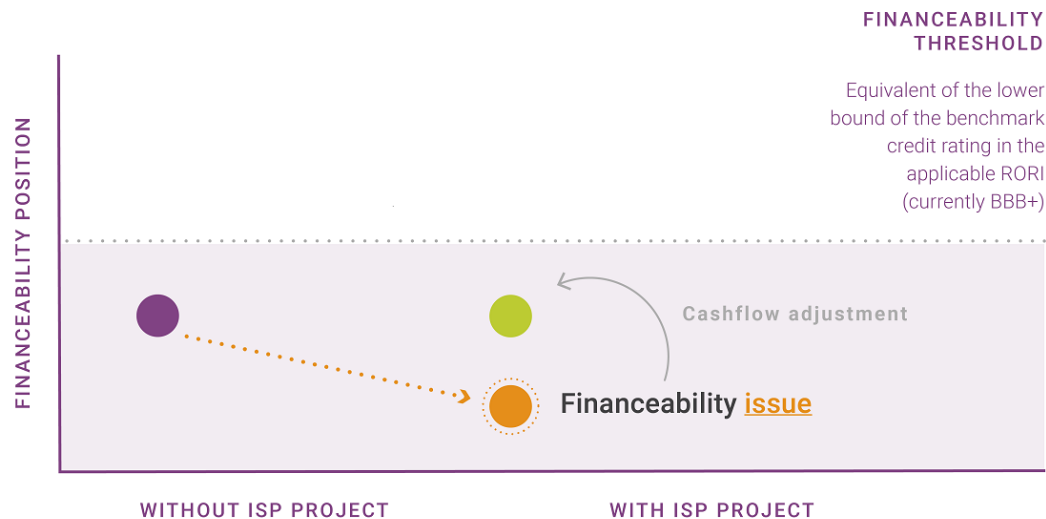 FINANCEABILITY
THRESHOLD
Equivalent of the lower
bound of the benchmark
credit rating in the
applicable RORI
(currently BBB+)
FINANCEABILITY POSITION
Cashflow adjustment
Financeability issue
WITHOUT ISP PROJECT
WITH ISP PROJECT